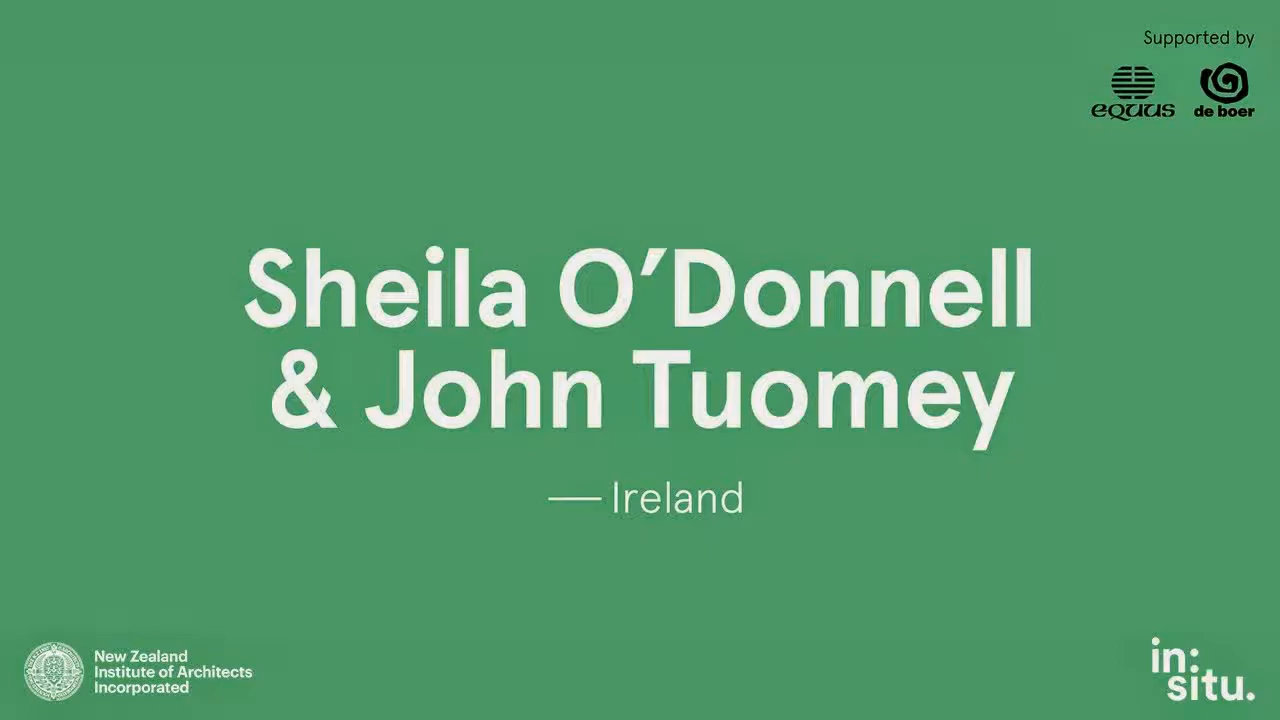 Supported by
equus
de boer
Sheila O’Donnell
& John Tuomey
— Ireland
New Zealand
Institute of Architects
Incorporated
in:
situ.